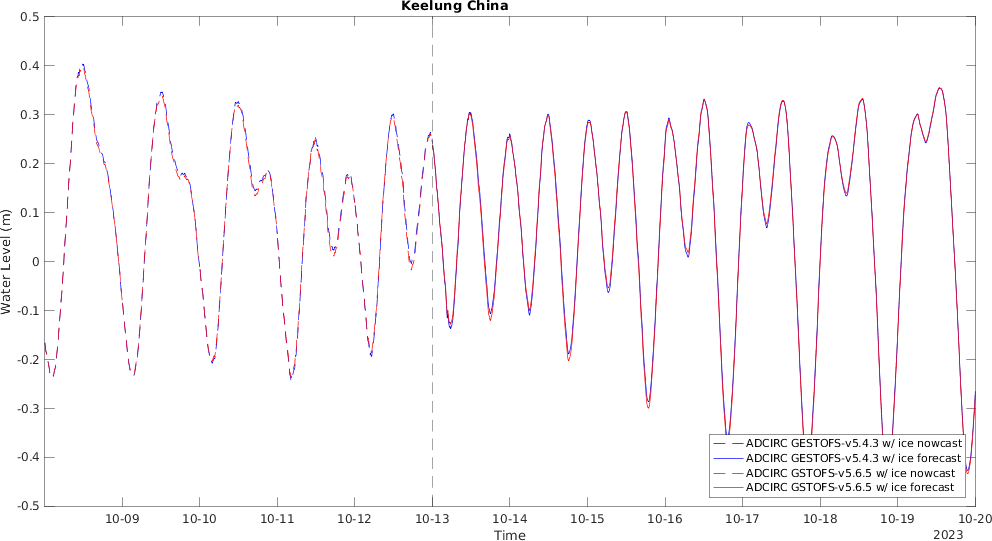 Keelung China
0.5
0.4
0.3
0.2
0.1
0
-0.1
-0.2
-0.3
-0.4
-0.5
Water Level (m)
ADCIRC GESTOFS-v5.4.3 w/ ice nowcast
ADCIRC GESTOFS-v5.4.3 w/ ice forecast
ADCIRC GSTOFS-v5.6.5 w/ ice nowcast
ADCIRC GSTOFS-v5.6.5 w/ ice forecast
10-09 10-10 10-11 10-12 10-13 10-14 10-15 10-16 10-17 10-18 10-19 10-20
Time
2023